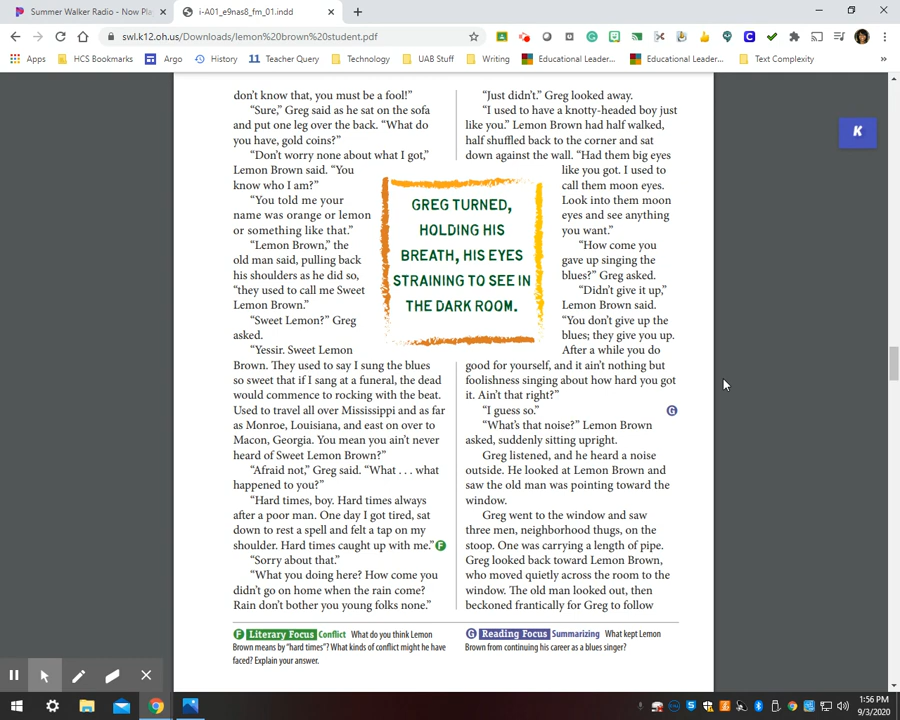 Summer Walker Radio - Now Pla
i-A01_e9nas8_fm_01.indd
swl.k12.oh.us/Downloads/lemon%20brown%20student.pdf
Apps
HCS Bookmarks
Argo
History
11 Teacher Query
Technology
UAB Stuff
Writing
Educational Leader...
Educational Leader...
Text Complexity
K
don't know that, you must be a fool!”
“Sure,” Greg said as he sat on the sofa
and put one leg over the back. “What do
you have, gold coins?”
“Don't worry none about what I got,”
Lemon Brown said. “You
know who I am?”
“You told me your
name was orange or lemon
or something like that.”
“Lemon Brown,” the
old man said, pulling back
his shoulders as he did so,
“they used to call me Sweet
Lemon Brown.”
“Sweet Lemon?” Greg
asked.
“Yessir. Sweet Lemon
Brown. They used to say I sung the blues
so sweet that if I sang at a funeral, the dead
would commence to rocking with the beat.
Used to travel all over Mississippi and as far
as Monroe, Louisiana, and east on over to
Macon, Georgia. You mean you ain't never
heard of Sweet Lemon Brown?”
“Afraid not,” Greg said. “What . . . what
happened to you?”
“Hard times, boy. Hard times always
after a poor man. One day I got tired, sat
down to rest a spell and felt a tap on my
shoulder. Hard times caught up with me.” F
“Sorry about that.”
“What you doing here? How come you
didn't go on home when the rain come?
Rain don't bother you young folks none.”
GREG TURNED,
HOLDING HIS
BREATH, HIS EYES
STRAINING TO SEE IN
THE DARK ROOM.
“Just didn't.” Greg looked away.
“I used to have a knotty-headed boy just
like you.” Lemon Brown had half walked,
half shuffled back to the corner and sat
down against the wall. “Had them big eyes
like you got. I used to
call them moon eyes.
Look into them moon
eyes and see anything
you want.”
“How come you
gave up singing the
blues?” Greg asked.
“Didn't give it up,”
Lemon Brown said.
“You don't give up the
blues; they give you up.
After a while you do
good for yourself, and it ain't nothing but
foolishness singing about how hard you got
it. Ain't that right?”
“I guess so.” G
“What's that noise?” Lemon Brown
asked, suddenly sitting upright.
Greg listened, and he heard a noise
outside. He looked at Lemon Brown and
saw the old man was pointing toward the
window.
Greg went to the window and saw
three men, neighborhood thugs, on the
stoop. One was carrying a length of pipe.
Greg looked back toward Lemon Brown,
who moved quietly across the room to the
window. The old man looked out, then
beckoned frantically for Greg to follow
F Literary Focus Conflict What do you think Lemon
Brown means by “hard times”? What kinds of conflict might he have
faced? Explain your answer.
G Reading Focus Summarizing What kept Lemon
Brown from continuing his career as a blues singer?
1:56 PM
9/3/2020